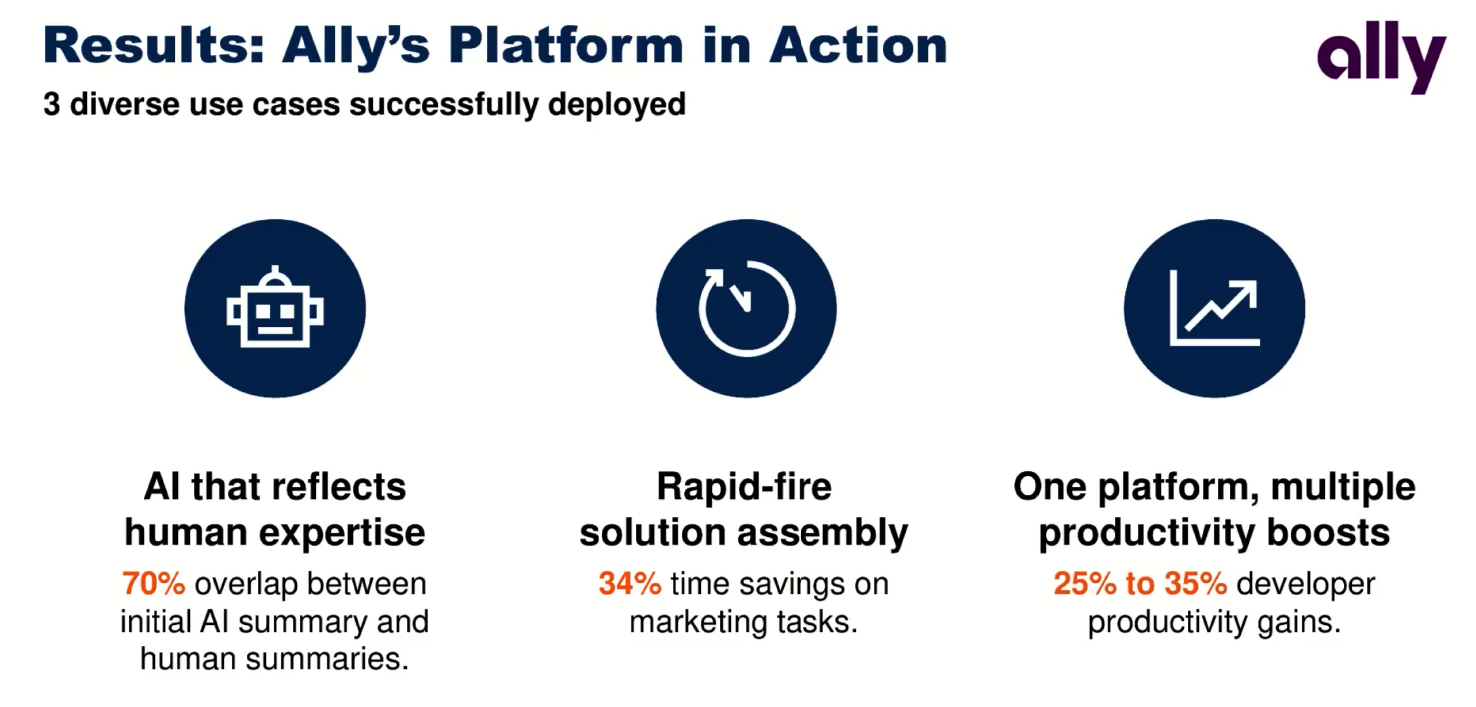 Results: Ally’s Platform in Action
ally
3 diverse use cases successfully deployed
AI that reflects
human expertise
70% overlap between
initial AI summary and
human summaries.
Rapid-fire
solution assembly
34% time savings on
marketing tasks.
One platform, multiple
productivity boosts
25% to 35% developer
productivity gains.